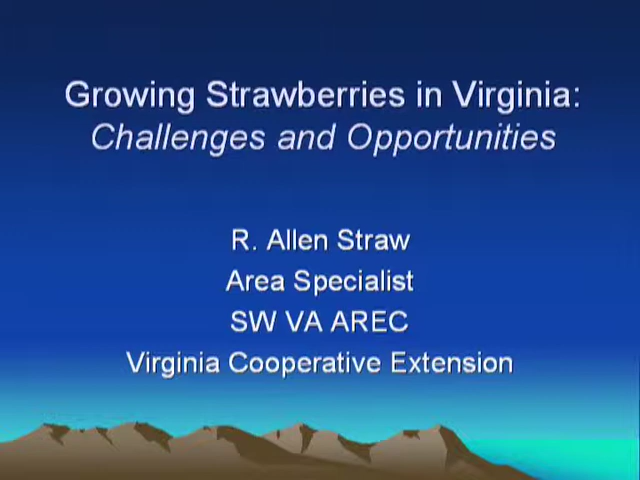 Growing Strawberries in Virginia:
Challenges and Opportunities
R. Allen Straw
Area Specialist
SW VA AREC
Virginia Cooperative Extension